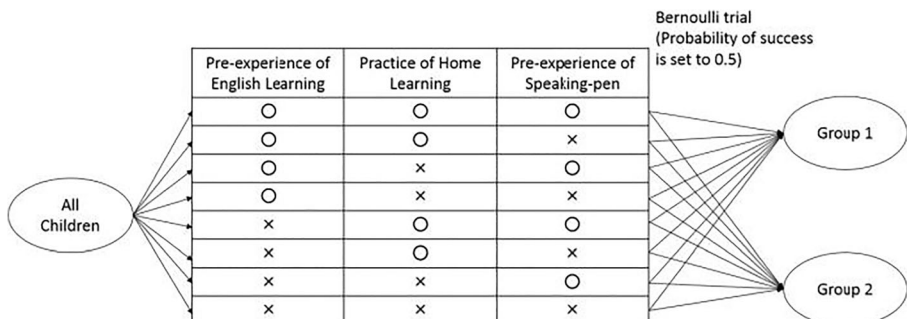 Bernoulli trial
(Probability of success
is set to 0.5)
Pre-experience of
English Learning
Practice of Home
Learning
Pre-experience of
Speaking-pen
○ ○ ○
○ ○ ×
○ × ○
○ × ×
× ○ ○
× ○ ×
× × ○
× × ×
All
Children
Group 1
Group 2